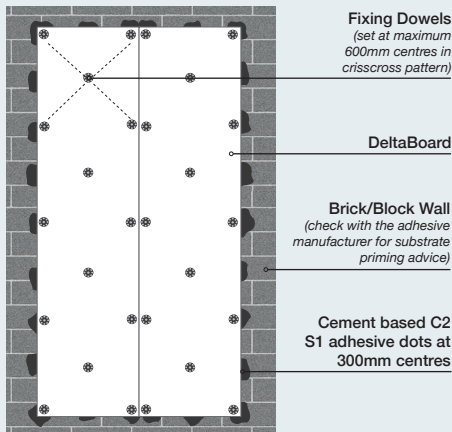 Fixing Dowels
(set at maximum
600mm centres in
crisscross pattern)
DeltaBoard
Brick/Block Wall
(check with the adhesive
manufacturer for substrate
priming advice)
Cement based C2
S1 adhesive dots at
300mm centres